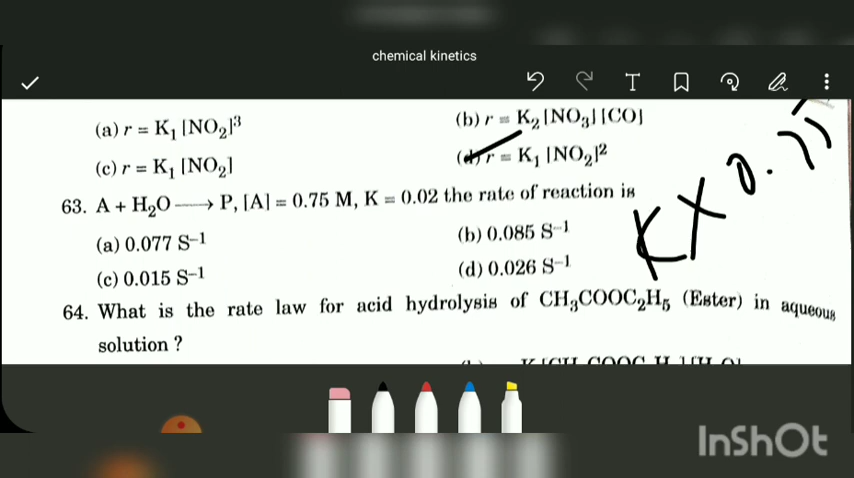 chemical kinetics
(a) r = K₁ [NO₂]³
(b) r = K₂ [NO₃] [CO]
(c) r = K₁ [NO₂]
(d) r = K₁ [NO₂]²
63. A + H₂O ⟶ P, [A] = 0.75 M, K = 0.02 the rate of reaction is
(a) 0.077 S⁻¹
(b) 0.085 S⁻¹
(c) 0.015 S⁻¹
(d) 0.026 S⁻¹
K × 0.75
64. What is the rate law for acid hydrolysis of CH₃COOC₂H₅ (Ester) in aqueous
solution ?
InShOt